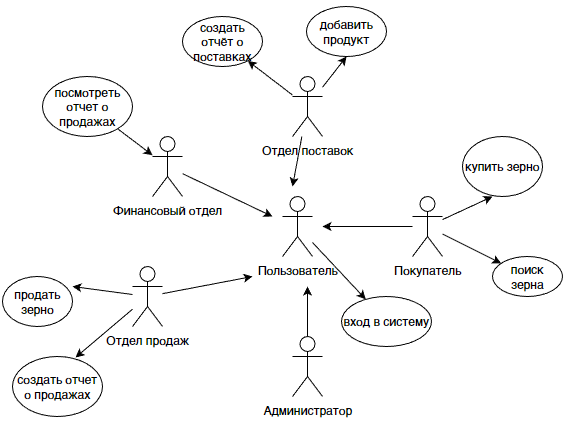 создать
отчёт о
поставках
добавить
продукт
посмотреть
отчет о
продажах
Отдел поставок
купить зерно
Финансовый отдел
Пользователь
Покупатель
поиск
зерна
продать
зерно
вход в систему
Отдел продаж
создать отчет
о продажах
Администратор